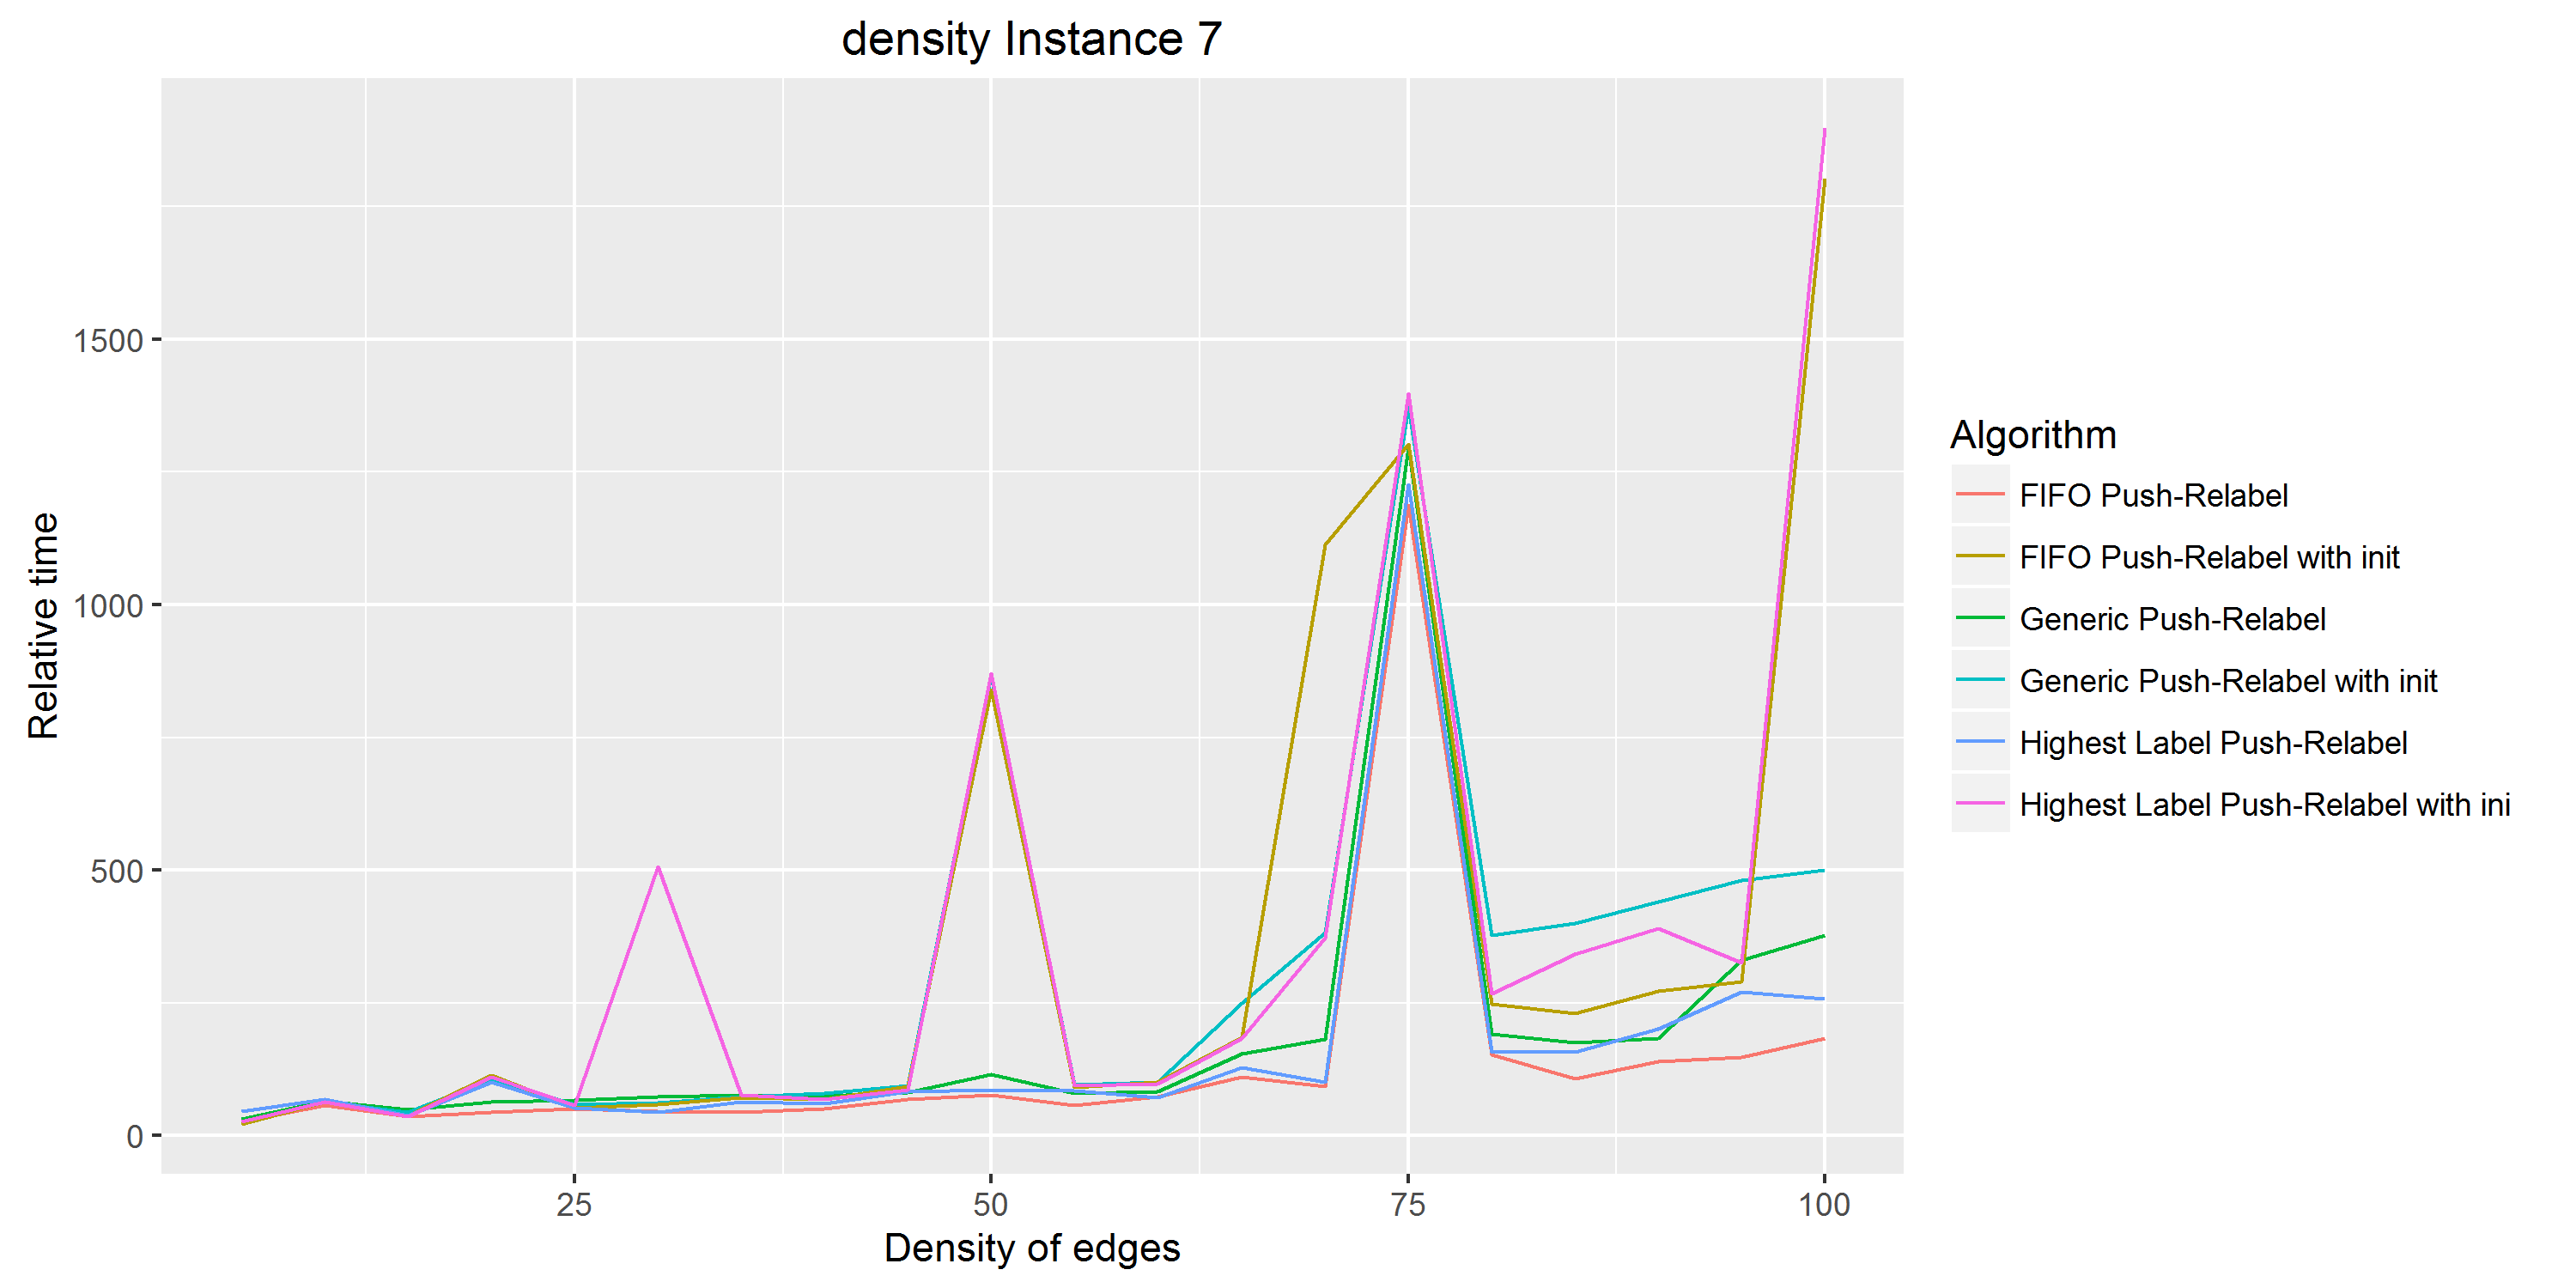 density Instance 7
Relative time
1500
1000
500
0
25
50
75
100
Density of edges
Algorithm
FIFO Push-Relabel
FIFO Push-Relabel with init
Generic Push-Relabel
Generic Push-Relabel with init
Highest Label Push-Relabel
Highest Label Push-Relabel with ini